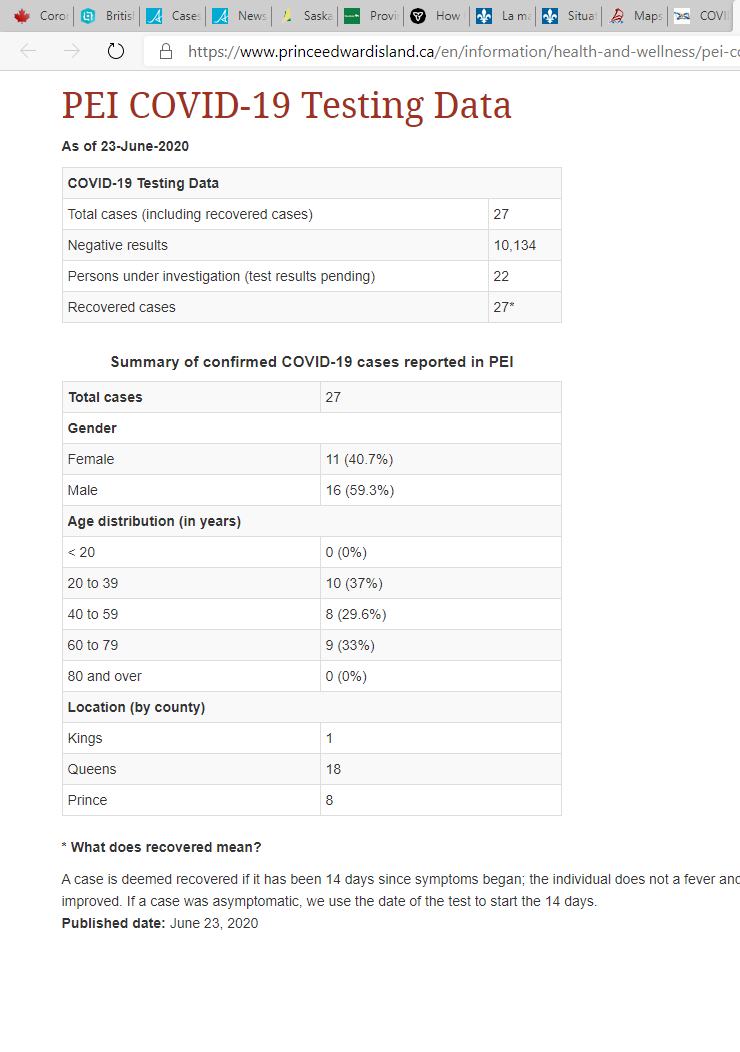 Coron
Britis
Cases
News
Saska
Provi
How
La ma
Situat
Maps
COVI
https://www.princeedwardisland.ca/en/information/health-and-wellness/pei-c
PEI COVID-19 Testing Data
As of 23-June-2020
COVID-19 Testing Data
Total cases (including recovered cases) 27
Negative results 10,134
Persons under investigation (test results pending) 22
Recovered cases 27*
Summary of confirmed COVID-19 cases reported in PEI
Total cases 27
Gender
Female 11 (40.7%)
Male 16 (59.3%)
Age distribution (in years)
< 20 0 (0%)
20 to 39 10 (37%)
40 to 59 8 (29.6%)
60 to 79 9 (33%)
80 and over 0 (0%)
Location (by county)
Kings 1
Queens 18
Prince 8
* What does recovered mean?
A case is deemed recovered if it has been 14 days since symptoms began; the individual does not a fever and
improved. If a case was asymptomatic, we use the date of the test to start the 14 days.
Published date: June 23, 2020